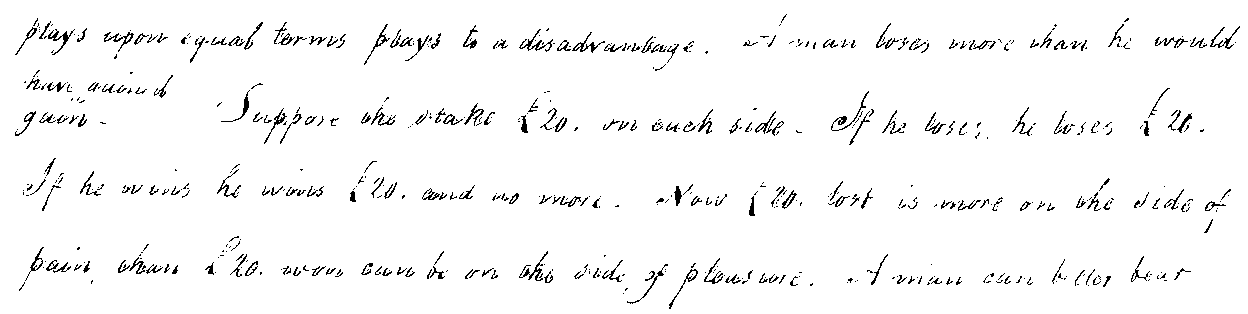 plays upon equal terms plays to a disadvantage. A man loses more than he would
have gained
gain. Suppose the stake £20. on each side. If he loses, he loses £20.
If he wins he wins £20. and no more. Now £20. lost is more on the side of
pain, than £20. won can be on the side of pleasure. A man can better bear